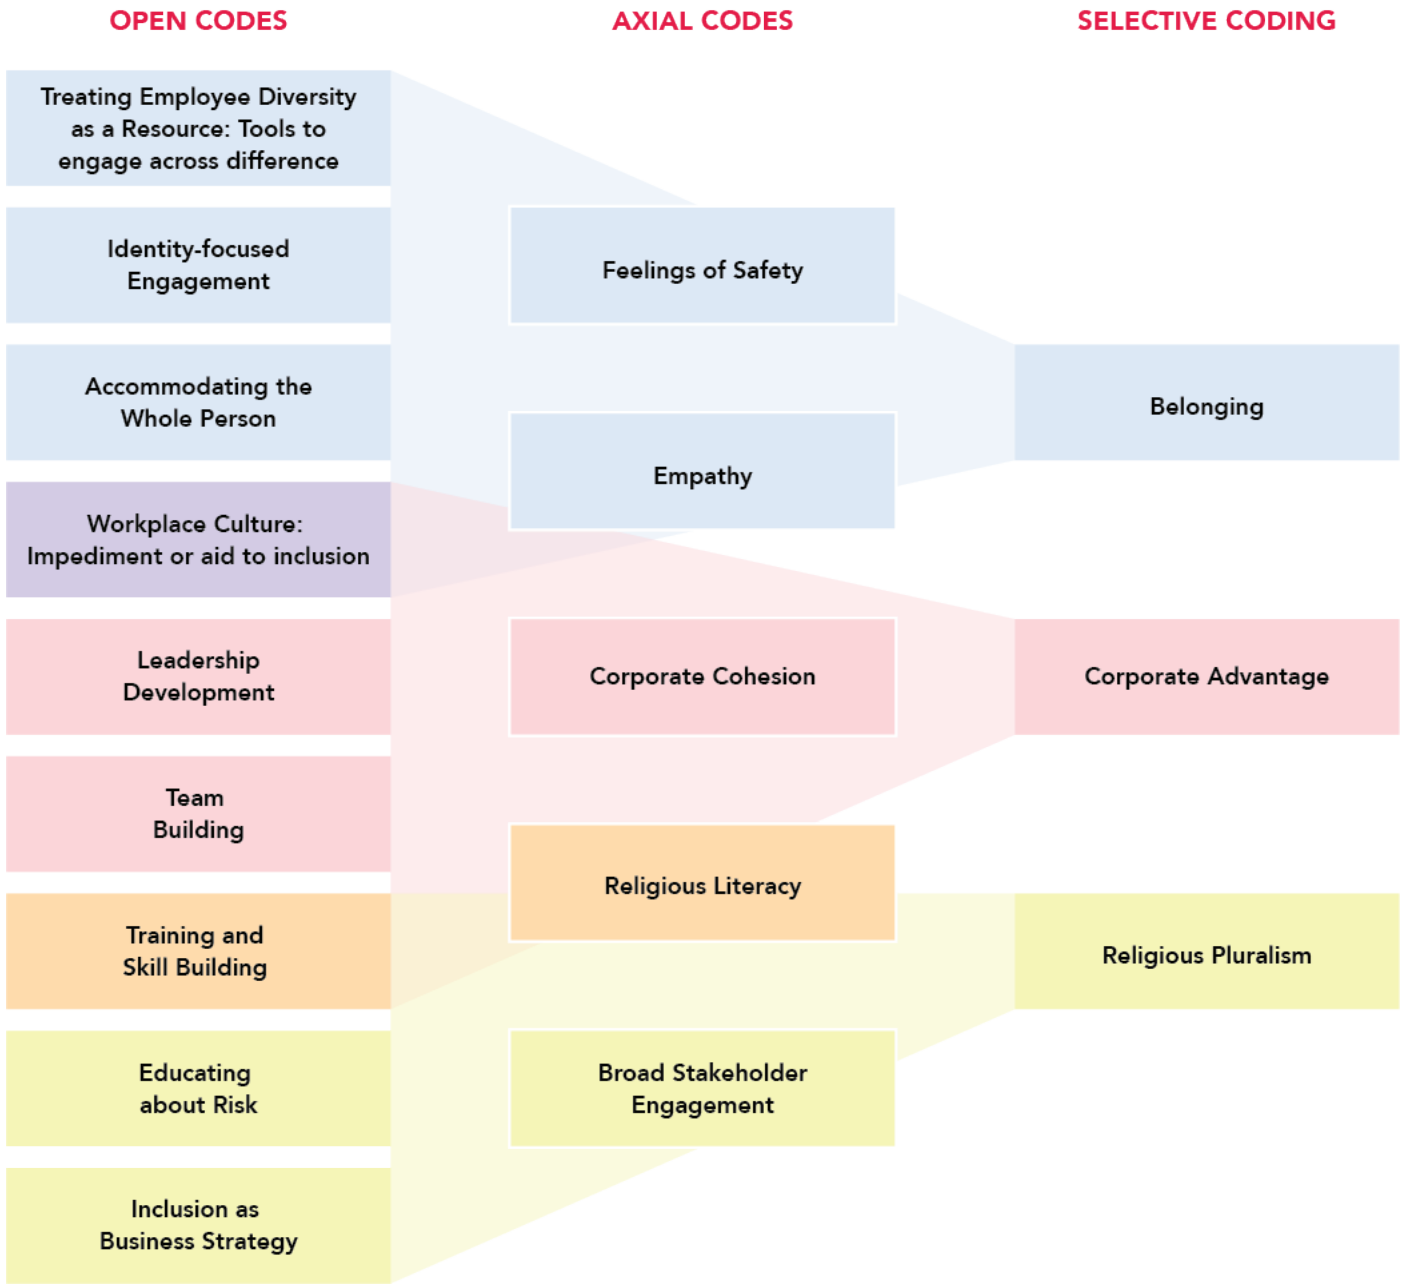 OPEN CODES
AXIAL CODES
SELECTIVE CODING
Treating Employee Diversity
as a Resource: Tools to
engage across difference
Identity-focused
Engagement
Accommodating the
Whole Person
Workplace Culture:
Impediment or aid to inclusion
Leadership
Development
Team
Building
Training and
Skill Building
Educating
about Risk
Inclusion as
Business Strategy
Feelings of Safety
Empathy
Corporate Cohesion
Religious Literacy
Broad Stakeholder
Engagement
Belonging
Corporate Advantage
Religious Pluralism